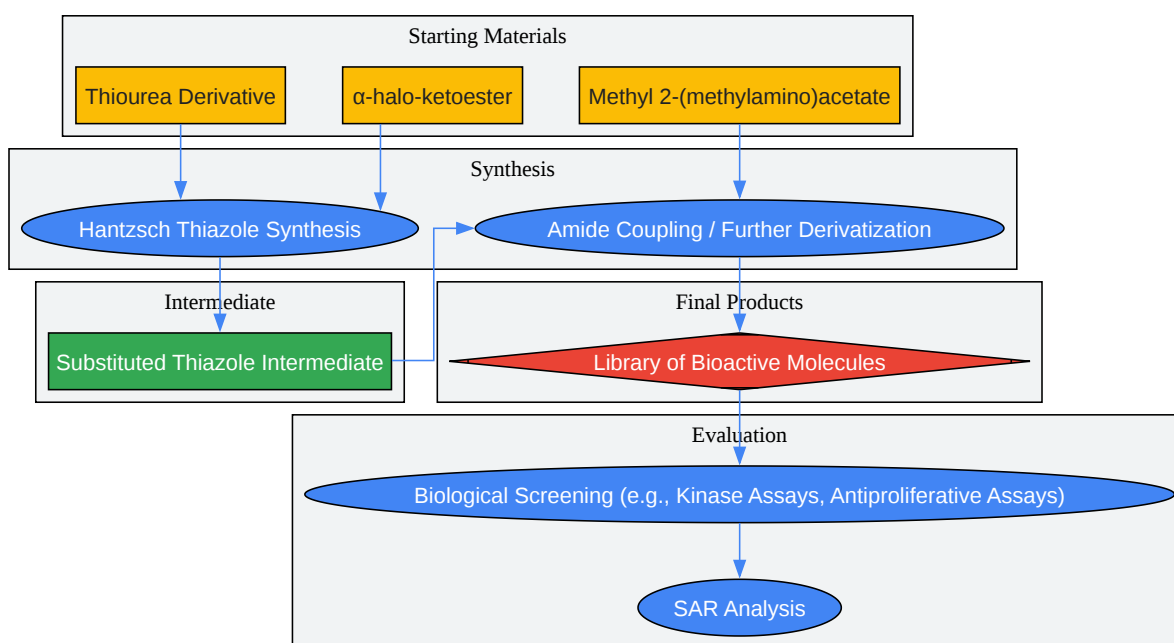 Starting Materials
Thiourea Derivative
α-halo-ketoester
Methyl 2-(methylamino)acetate
Synthesis
Hantzsch Thiazole Synthesis
Amide Coupling / Further Derivatization
Intermediate
Final Products
Substituted Thiazole Intermediate
Library of Bioactive Molecules
Evaluation
Biological Screening (e.g., Kinase Assays, Antiproliferative Assays)
SAR Analysis